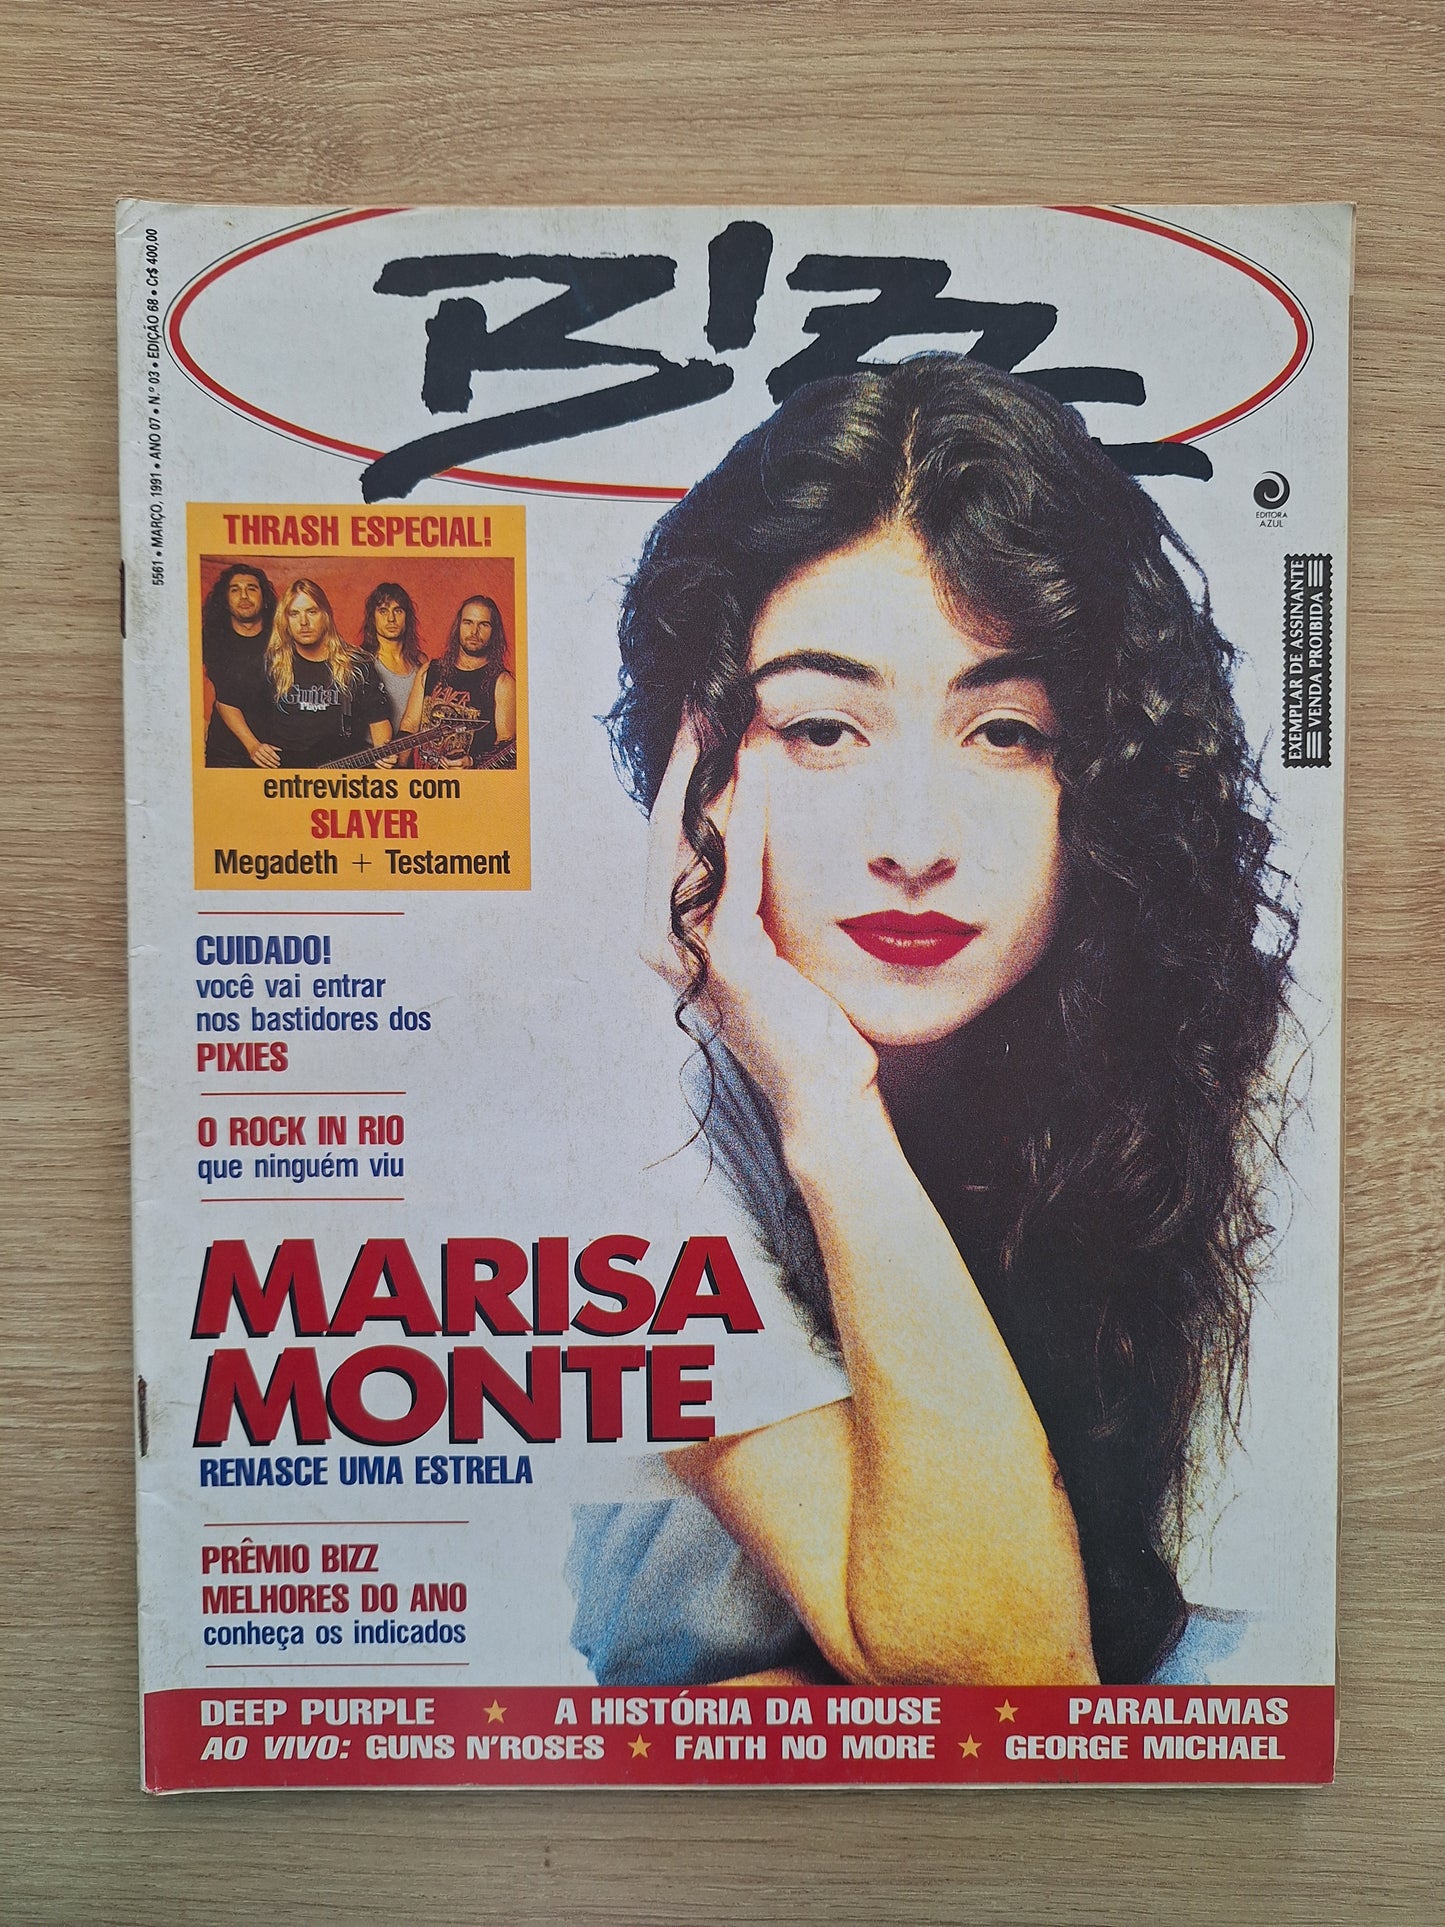 5561 • MARÇO, 1991 • ANO 07 • N.º 03 • EDIÇÃO 68 • Cr$ 400,00
BIZZ
EDITORA
AZUL
EXEMPLAR DE ASSINANTE
VENDA PROIBIDA
THRASH ESPECIAL!
Guitar
Player
SLAYER
entrevistas com
SLAYER
Megadeth + Testament
CUIDADO!
você vai entrar
nos bastidores dos
PIXIES
O ROCK IN RIO
que ninguém viu
MARISA
MONTE
RENASCE UMA ESTRELA
PRÊMIO BIZZ
MELHORES DO ANO
conheça os indicados
DEEP PURPLE ★ A HISTÓRIA DA HOUSE ★ PARALAMAS
AO VIVO: GUNS N'ROSES ★ FAITH NO MORE ★ GEORGE MICHAEL